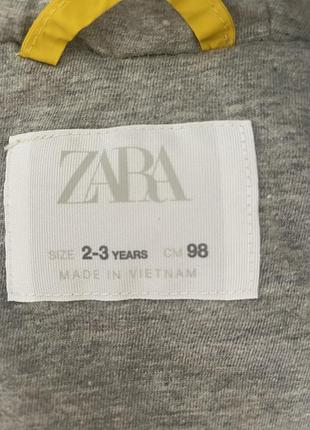 ZARA
SIZE 2-3 YEARS CM 98
MADE IN VIETNAM